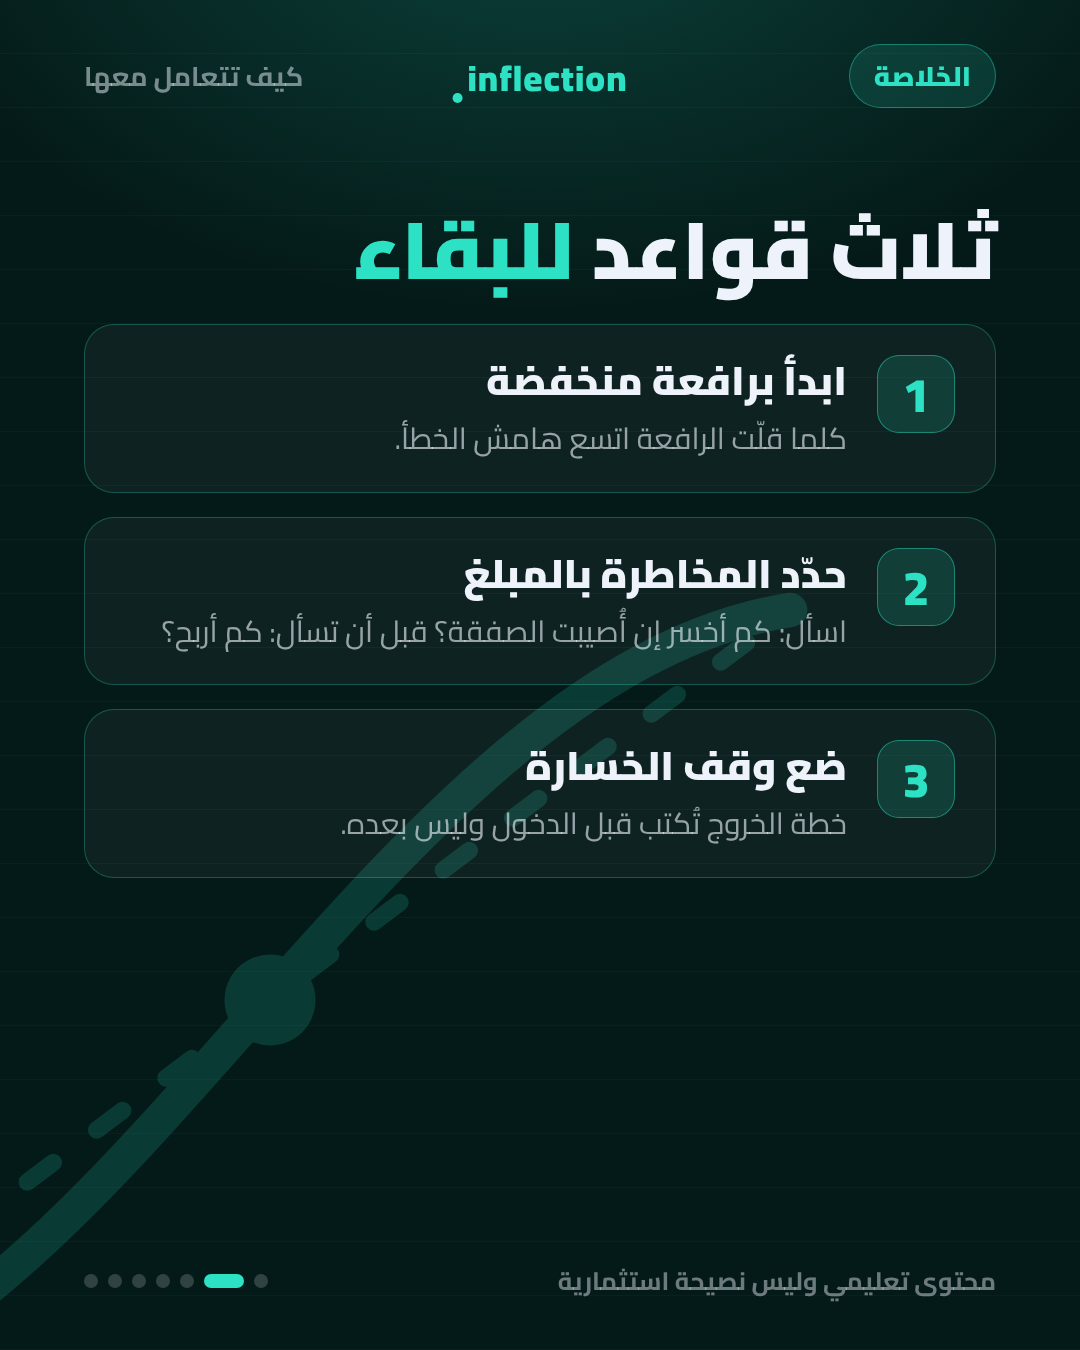 الخلاصة
inflection.
كيف تتعامل معها
ثلاث قواعد للبقاء
1
ابدأ برافعة منخفضة
كلما قلّت الرافعة اتسع هامش الخطأ.
2
حدّد المخاطرة بالمبلغ
اسأل: كم أخسر إن أُصيبت الصفقة؟ قبل أن تسأل: كم أربح؟
3
ضع وقف الخسارة
خطة الخروج تُكتب قبل الدخول وليس بعده.
محتوى تعليمي وليس نصيحة استثمارية